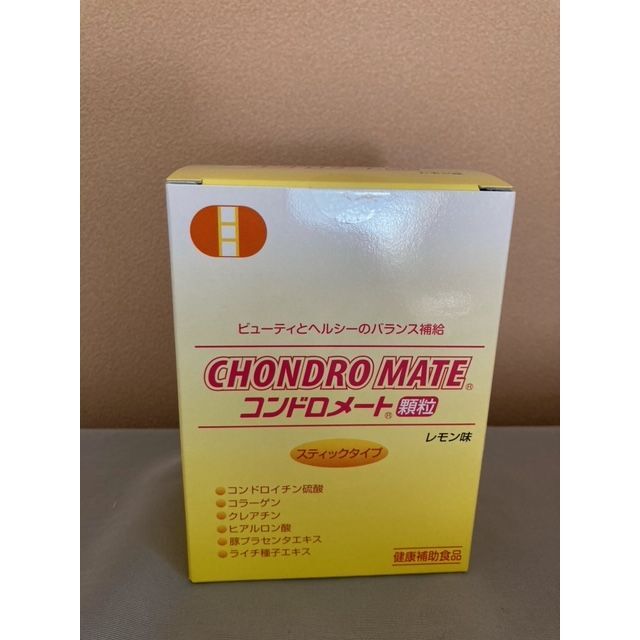 レモン味
ビューティとヘルシーのバランス補給
CHONDRO MATE®
コンドロメート® 顆粒
レモン味
スティックタイプ
コンドロイチン硫酸
コラーゲン
クレアチン
ヒアルロン酸
豚プラセンタエキス
ライチ種子エキス
健康補助食品